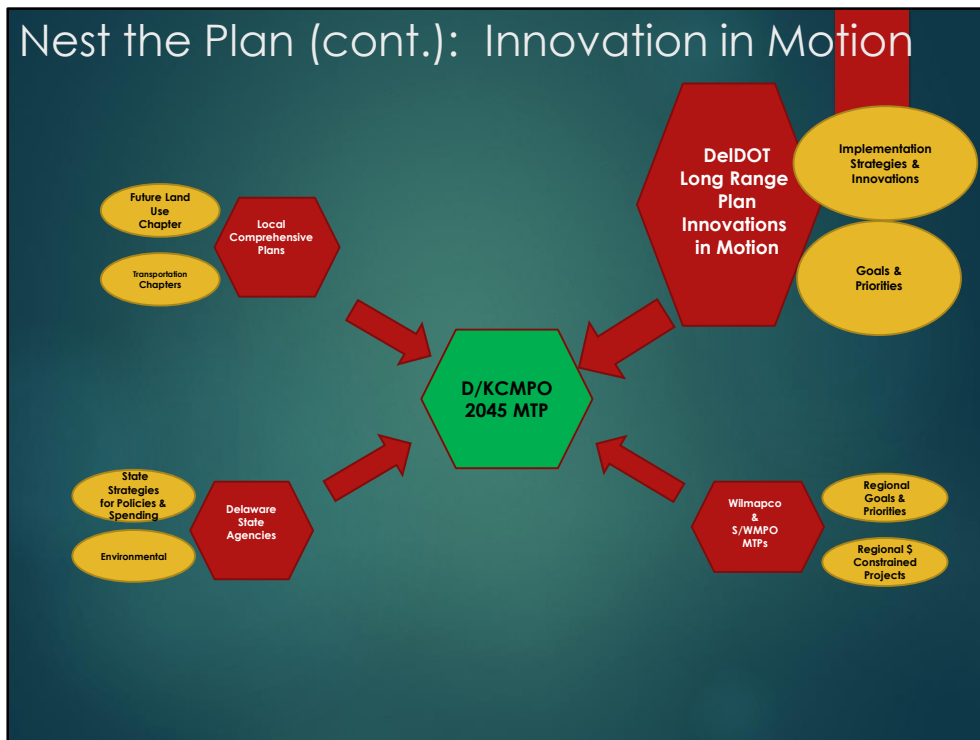 Nest the Plan (cont.): Innovation in Motion
DelDOT
Long Range
Plan
Innovations
in Motion
Implementation
Strategies &
Innovations
Goals &
Priorities
Future Land
Use
Chapter
Transportation
Chapters
Local
Comprehensive
Plans
D/KCMPO
2045 MTP
State
Strategies
for Policies &
Spending
Environmental
Delaware
State
Agencies
Wilmapco
&
S/WMPO
MTPs
Regional
Goals &
Priorities
Regional $
Constrained
Projects